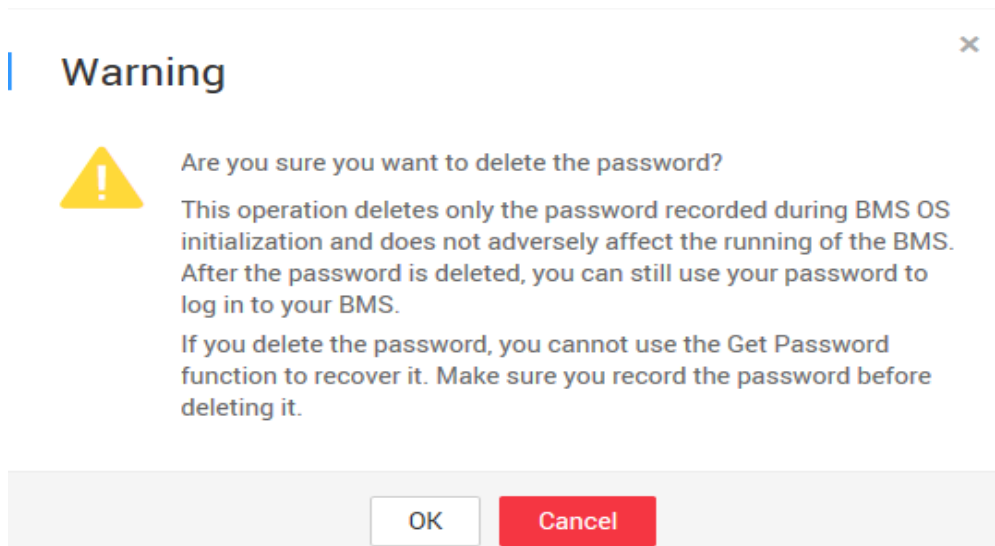 Warning
Are you sure you want to delete the password?
This operation deletes only the password recorded during BMS OS
initialization and does not adversely affect the running of the BMS.
After the password is deleted, you can still use your password to
log in to your BMS.
If you delete the password, you cannot use the Get Password
function to recover it. Make sure you record the password before
deleting it.
OK
Cancel